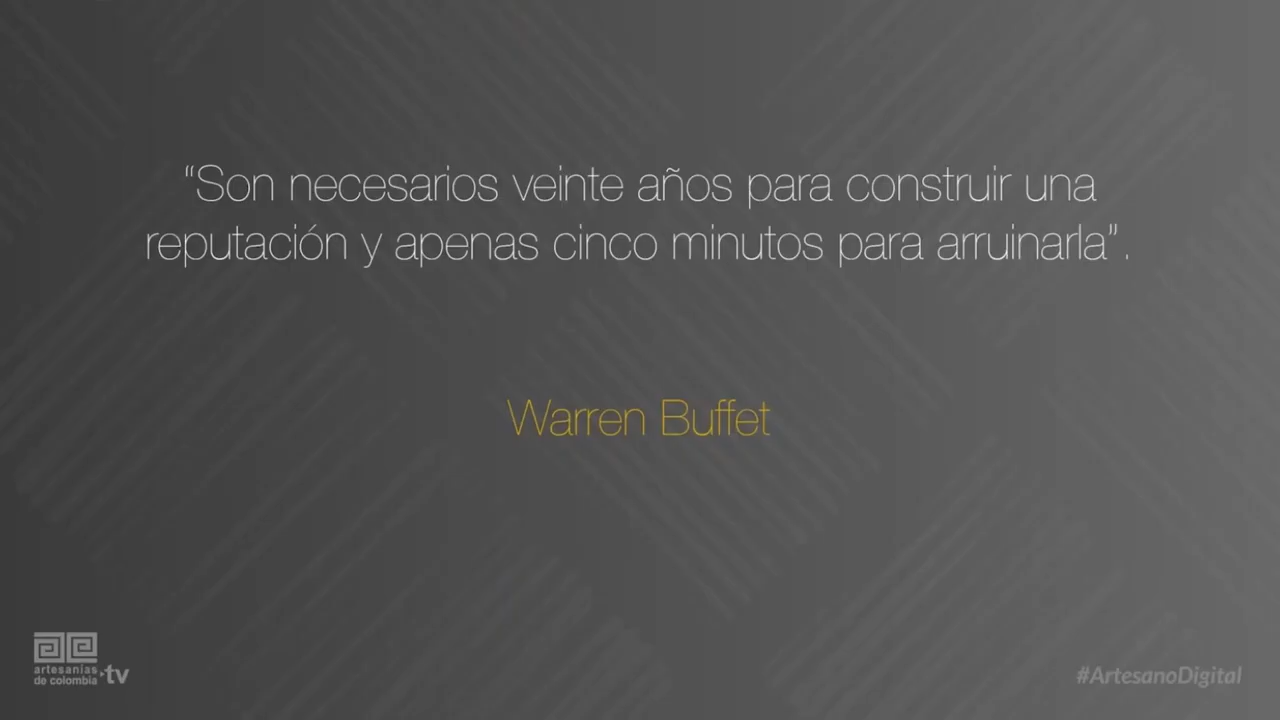 “Son necesarios veinte años para construir una
reputación y apenas cinco minutos para arruinarla”.
Warren Buffet
artesanías
de colombia
tv
#ArtesanoDigital